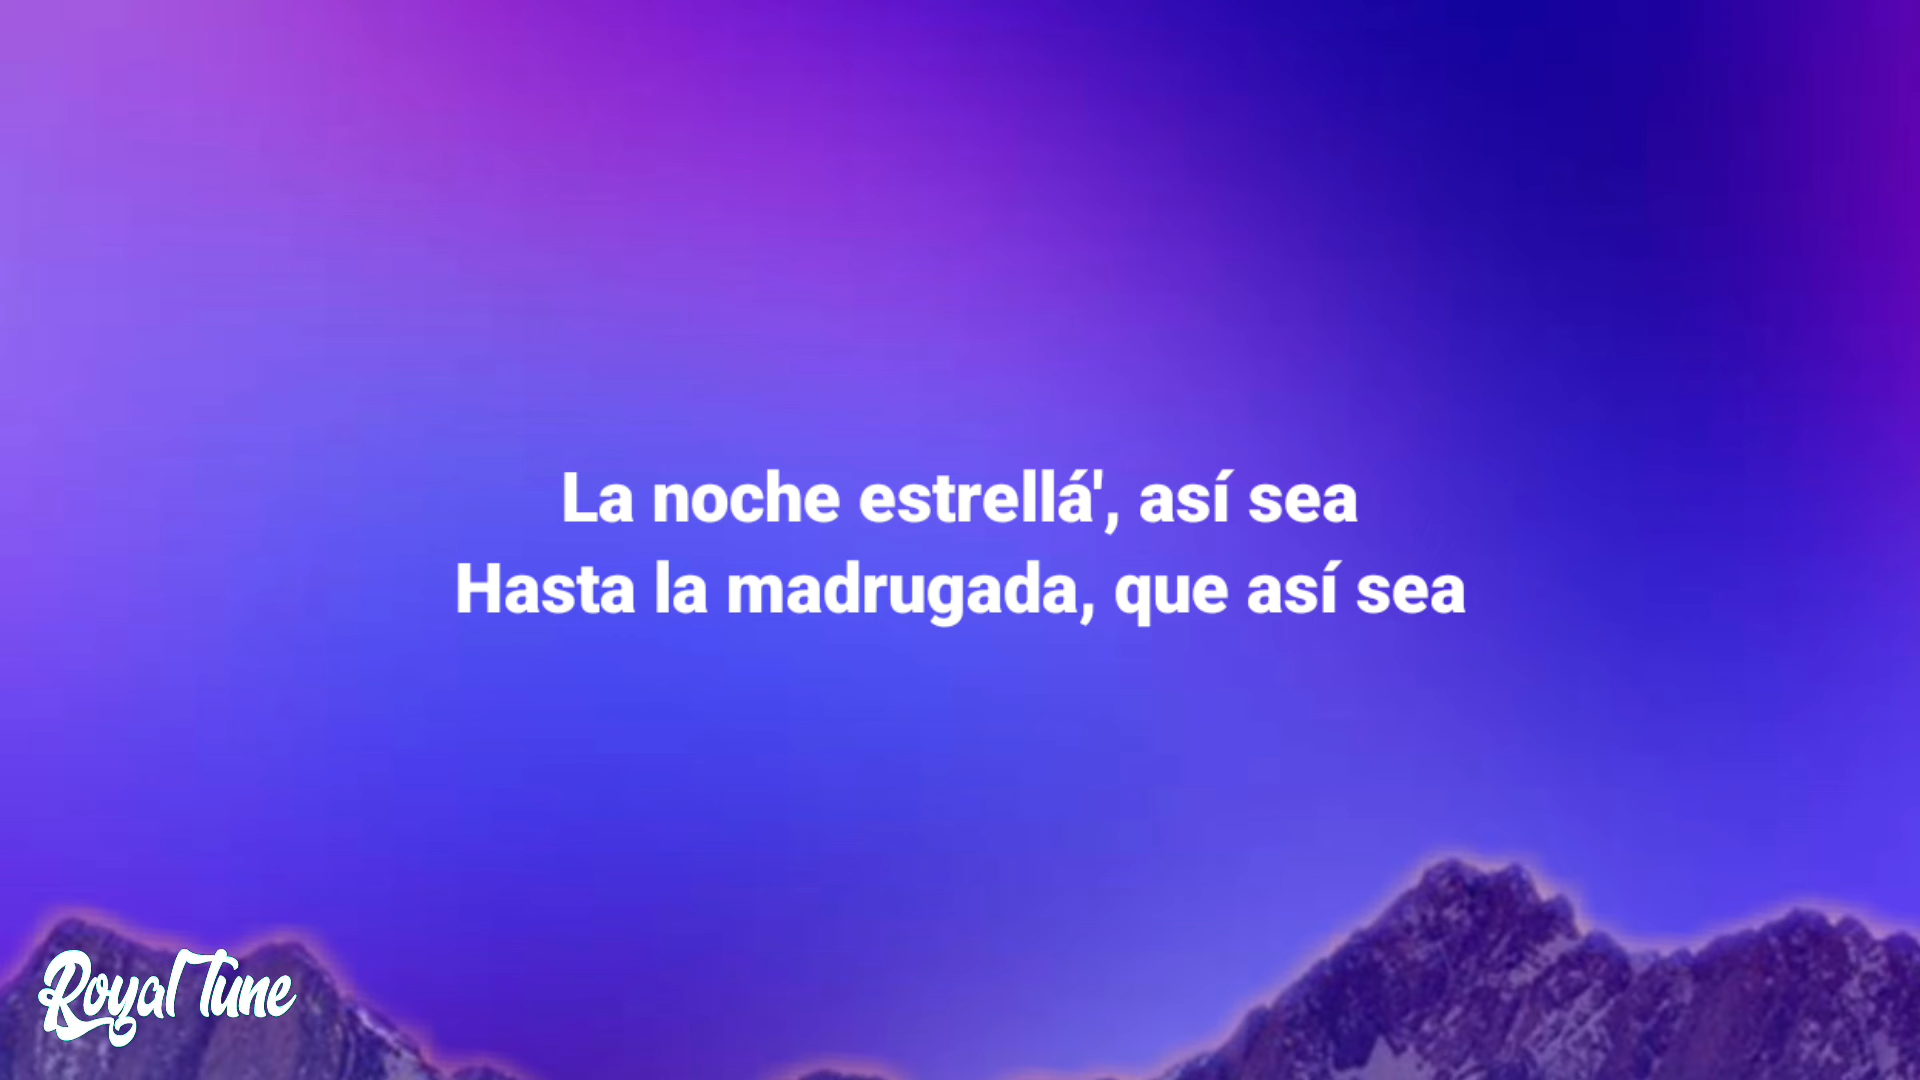 La noche estrellá', así sea
Hasta la madrugada, que así sea
Royal Tune